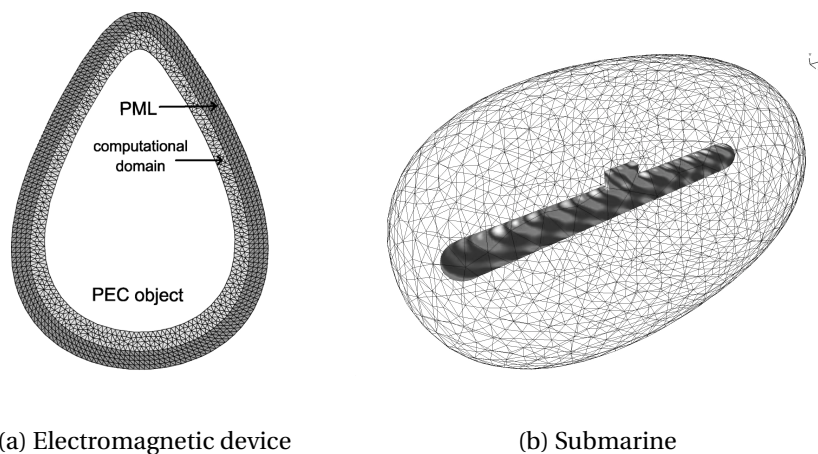 PML
computational
domain
PEC object
(a) Electromagnetic device
(b) Submarine